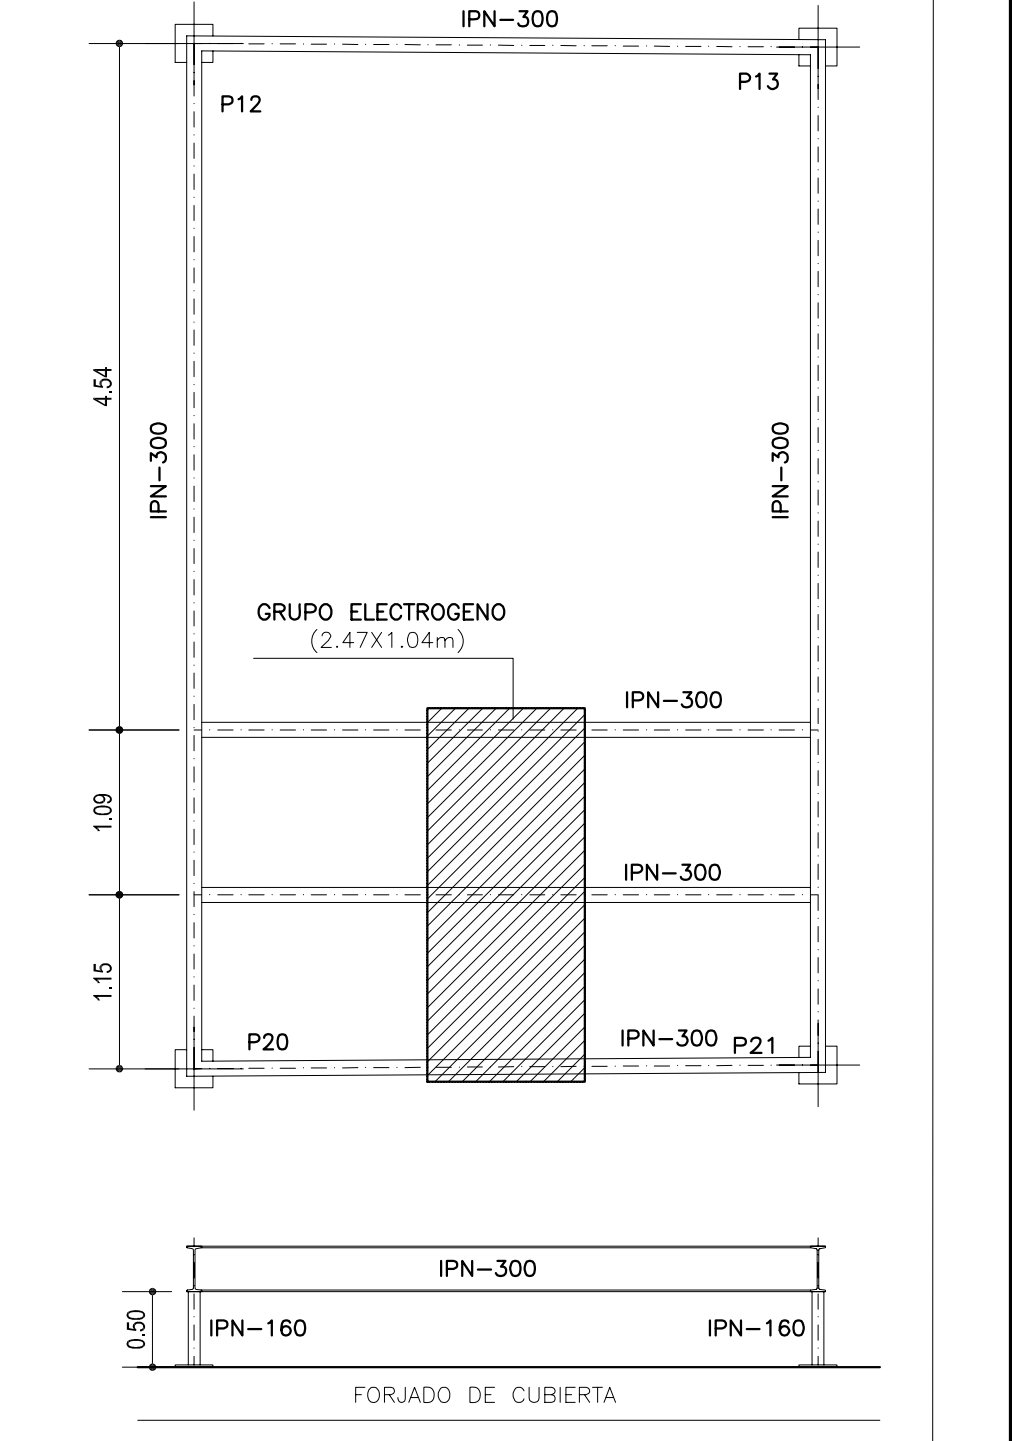 IPN-300
P13
P12
4.54
IPN-300
IPN-300
GRUPO ELECTROGENO
(2.47X1.04m)
IPN-300
1.09
IPN-300
1.15
P20
IPN-300
P21
IPN-300
0.50
IPN-160
IPN-160
FORJADO DE CUBIERTA